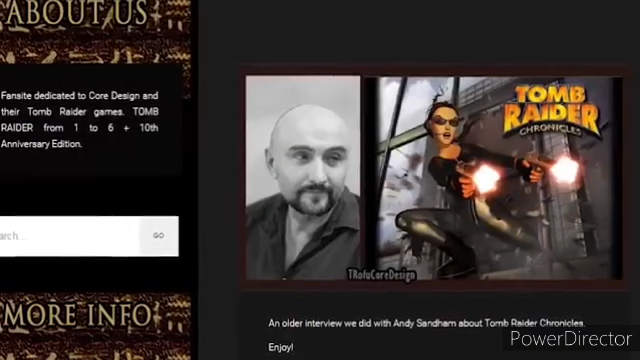 ABOUT US
Fansite dedicated to Core Design and
their Tomb Raider games. TOMB
RAIDER from 1 to 6 + 10th
Anniversary Edition.
arch...
GO
MORE INFO
TOMB
RAIDER
CHRONICLES
TRofaCoreDesign
An older interview we did with Andy Sandham about Tomb Raider Chronicles.
Enjoy!
PowerDirector